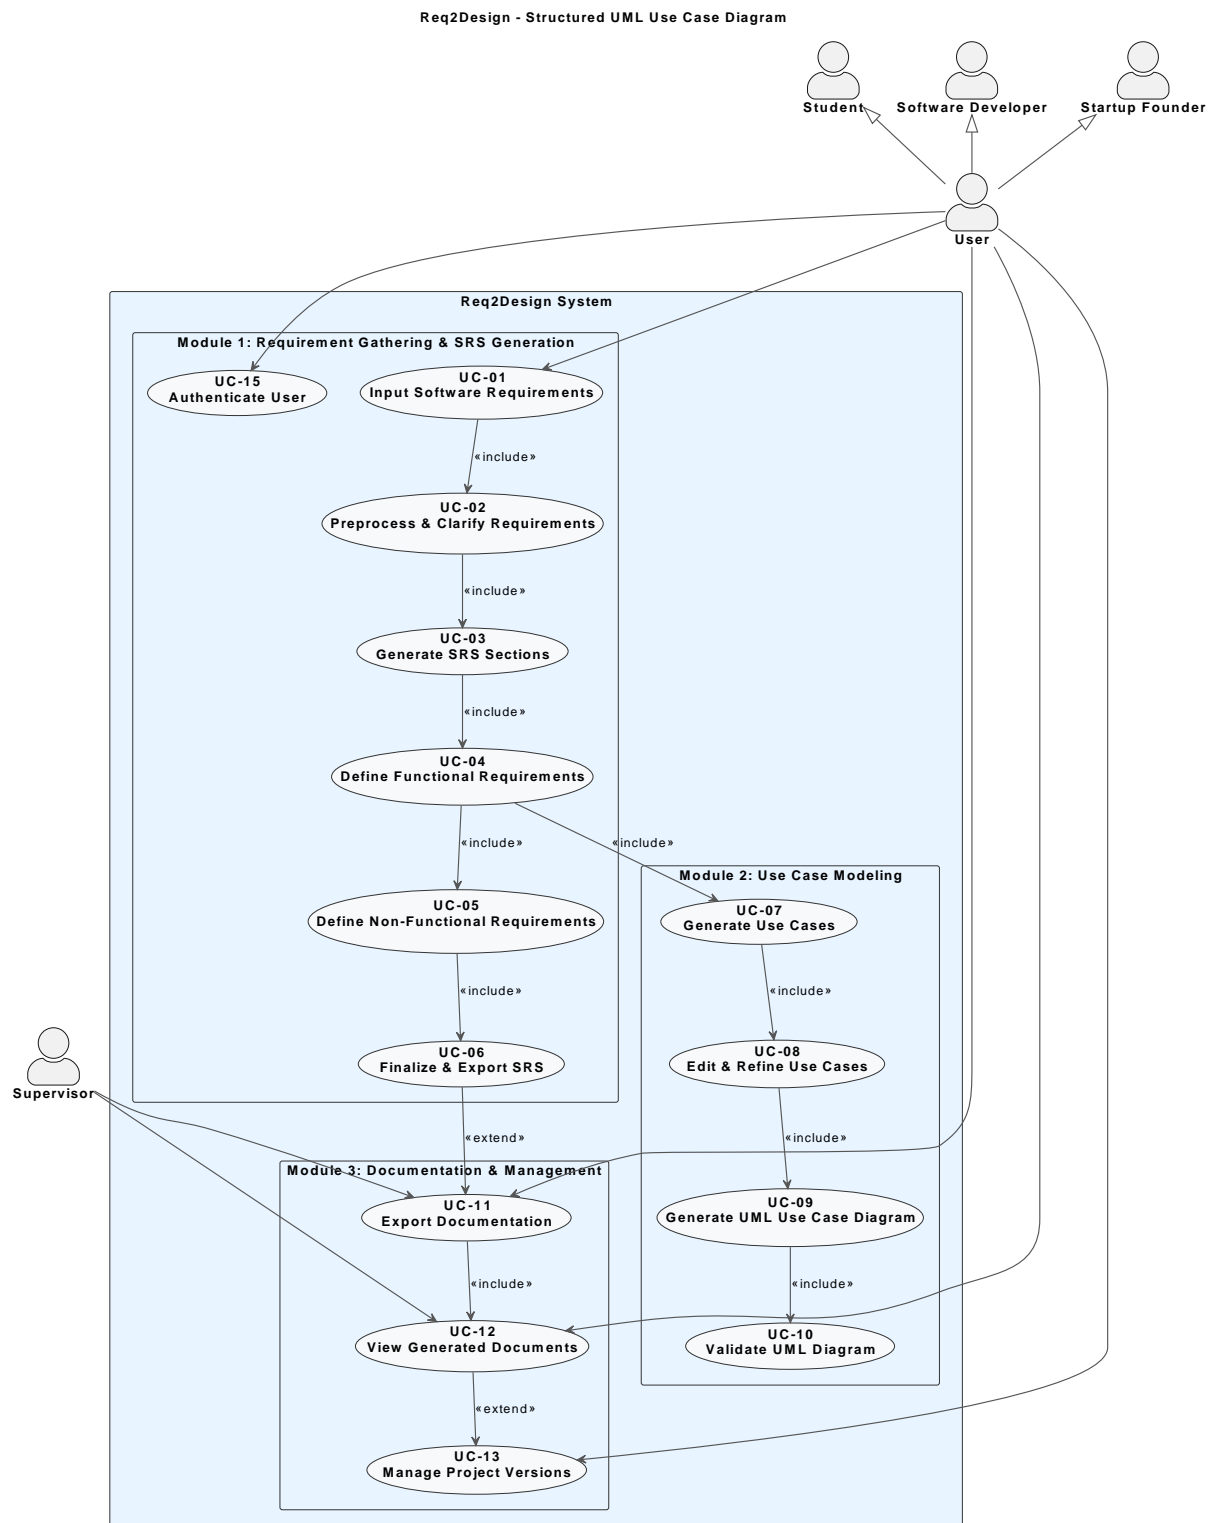 Req2Design - Structured UML Use Case Diagram
Student
Software Developer
Startup Founder
User
Req2Design System
Module 1: Requirement Gathering & SRS Generation
UC-15
Authenticate User
UC-01
Input Software Requirements
«include»
UC-02
Preprocess & Clarify Requirements
«include»
UC-03
Generate SRS Sections
«include»
UC-04
Define Functional Requirements
«include»
«include»
Module 2: Use Case Modeling
UC-05
Define Non-Functional Requirements
UC-07
Generate Use Cases
«include»
«include»
UC-06
Finalize & Export SRS
UC-08
Edit & Refine Use Cases
Supervisor
«extend»
«include»
Module 3: Documentation & Management
UC-11
Export Documentation
UC-09
Generate UML Use Case Diagram
«include»
«include»
UC-12
View Generated Documents
UC-10
Validate UML Diagram
«extend»
UC-13
Manage Project Versions